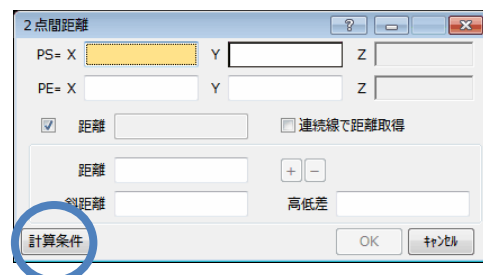 2点間距離
PS= X Y Z
PE= X Y Z
距離 連続線で距離取得
距離 + -
斜距離 高低差
計算条件 OK ｷｬﾝｾﾙ